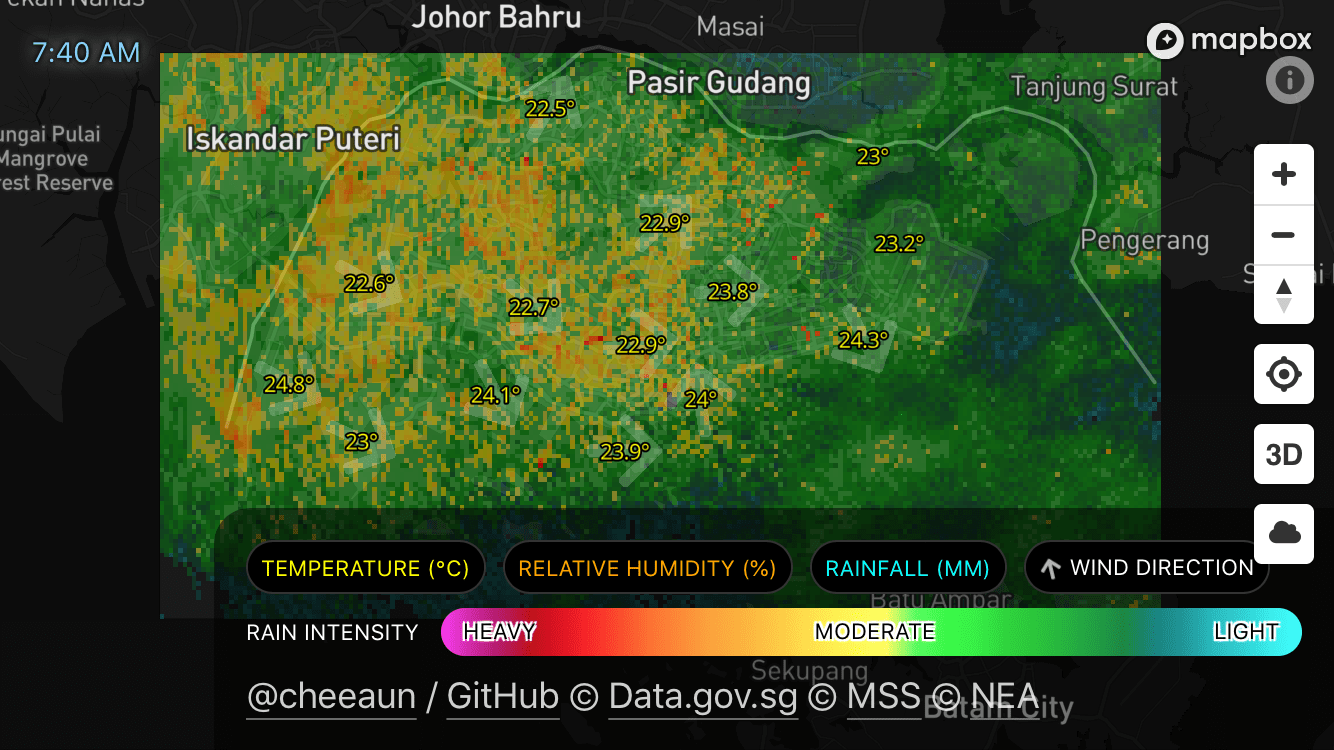 Johor Bahru
Masai
7:40 AM
mapbox
Pasir Gudang
Tanjung Surat
22.5°
Iskandar Puteri
ungai Pulai
Mangrove
rest Reserve
23°
22.9°
23.2°
Pengerang
22.6°
23.8°
22.7°
22.9°
24.3°
24.8°
24.1°
24°
23°
23.9°
3D
TEMPERATURE (°C)
RELATIVE HUMIDITY (%)
RAINFALL (MM)
WIND DIRECTION
Batu Ampar
RAIN INTENSITY
HEAVY
MODERATE
LIGHT
Sekupang
@cheeaun / GitHub © Data.gov.sg © MSS © NEA
Batam City